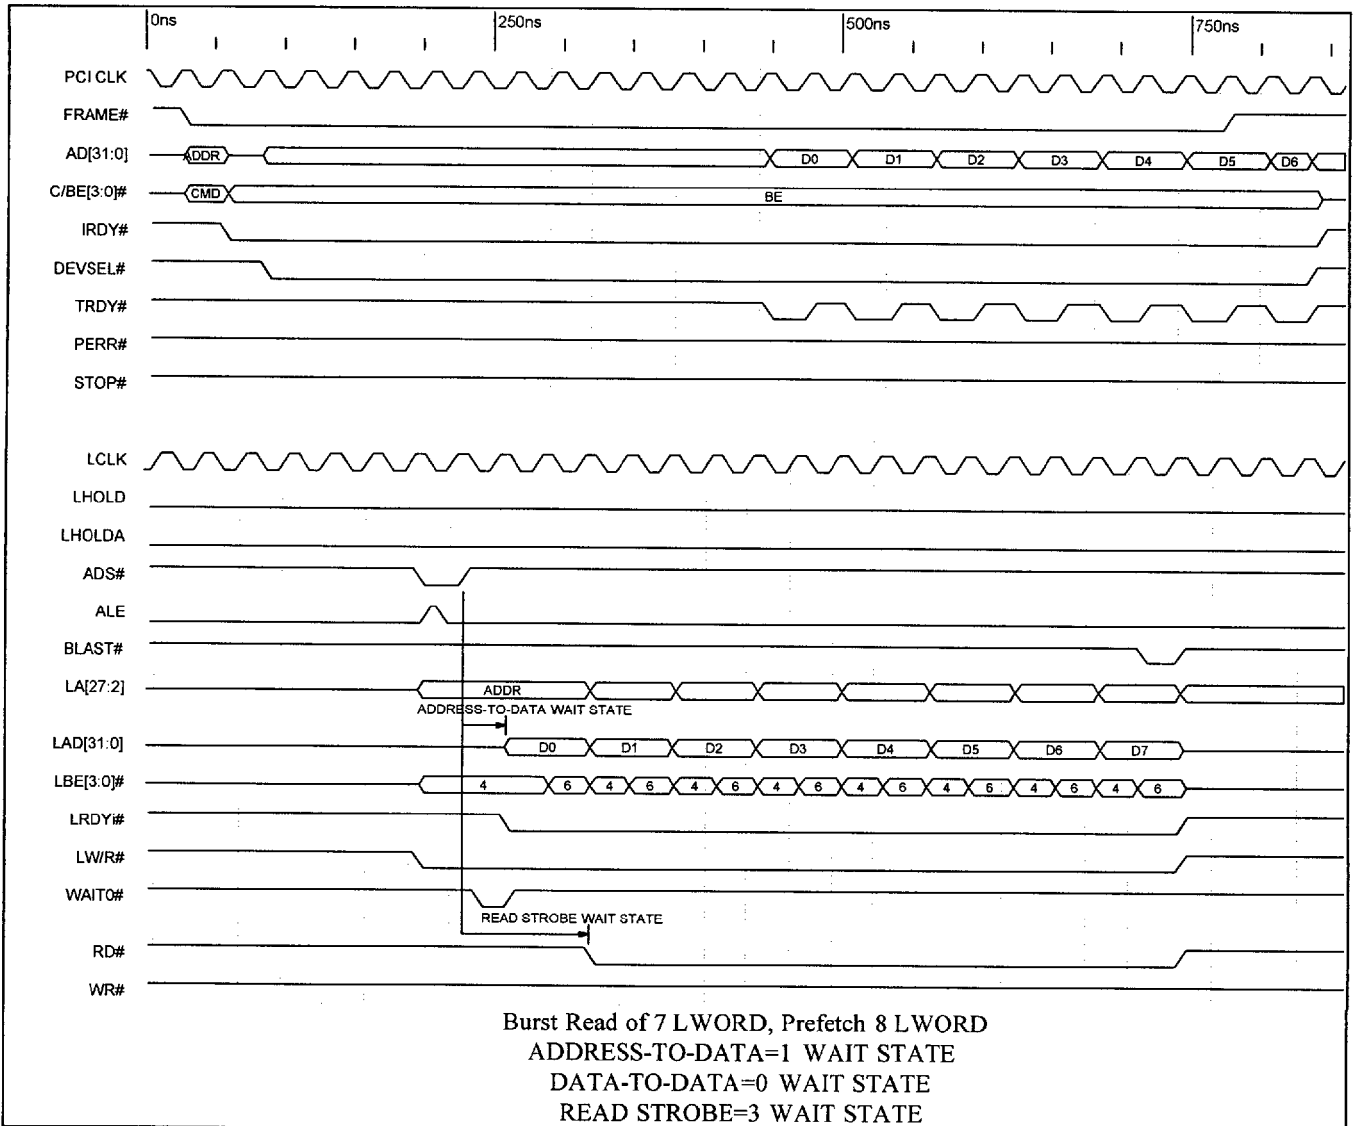 0ns 250ns 500ns 750ns
PCI CLK
FRAME#
AD[31:0] ADDR D0 D1 D2 D3 D4 D5 D6
C/BE[3:0]# CMD BE
IRDY#
DEVSEL#
TRDY#
PERR#
STOP#
LCLK
LHOLD
LHOLDA
ADS#
ALE
BLAST#
LA[27:2] ADDR
ADDRESS-TO-DATA WAIT STATE
LAD[31:0] D0 D1 D2 D3 D4 D5 D6 D7
LBE[3:0]# 4 6 4 6 4 6 4 6 4 6 4 6 4 6 4 6
LRDYi#
LW/R#
WAIT0#
READ STROBE WAIT STATE
RD#
WR#
Burst Read of 7 LWORD, Prefetch 8 LWORD
ADDRESS-TO-DATA=1 WAIT STATE
DATA-TO-DATA=0 WAIT STATE
READ STROBE=3 WAIT STATE